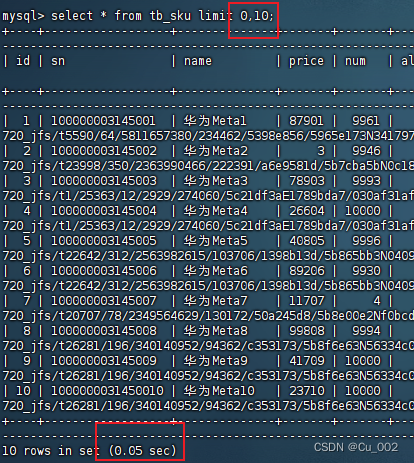 mysql> select * from tb_sku limit 0,10;
| id | sn | name | price | num | al
| 1 | 100000003145001 | 华为Meta1 | 87901 | 9961 |
720_jfs/t5590/64/5811657380/234462/5398e856/5965e173N341797
| 2 | 100000003145002 | 华为Meta2 | 3 | 9946 |
720_jfs/t23998/350/2363990466/222391/a6e9581d/5b7cba5bN0c18
| 3 | 100000003145003 | 华为Meta3 | 78903 | 9993 |
720_jfs/t1/25363/12/2929/274060/5c21df3aE1789bda7/030af31af
| 4 | 100000003145004 | 华为Meta4 | 26604 | 10000 |
720_jfs/t1/25363/12/2929/274060/5c21df3aE1789bda7/030af31af
| 5 | 100000003145005 | 华为Meta5 | 40805 | 9996 |
720_jfs/t22642/312/2563982615/103706/1398b13d/5b865bb3N0409
| 6 | 100000003145006 | 华为Meta6 | 89206 | 9930 |
720_jfs/t22642/312/2563982615/103706/1398b13d/5b865bb3N0409
| 7 | 100000003145007 | 华为Meta7 | 11707 | 4 |
720_jfs/t20707/78/2349564629/130172/50a245d8/5b8e00e2Nf0bcd
| 8 | 100000003145008 | 华为Meta8 | 99808 | 9994 |
720_jfs/t26281/196/340140952/94362/c353173/5b8f6e63N56334c0
| 9 | 100000003145009 | 华为Meta9 | 41709 | 10000 |
720_jfs/t26281/196/340140952/94362/c353173/5b8f6e63N56334c0
| 10 | 1000000031450010 | 华为Meta10 | 23710 | 10000 |
720_jfs/t26281/196/340140952/94362/c353173/5b8f6e63N56334c0
10 rows in set (0.05 sec)
CSDN @Cu_002